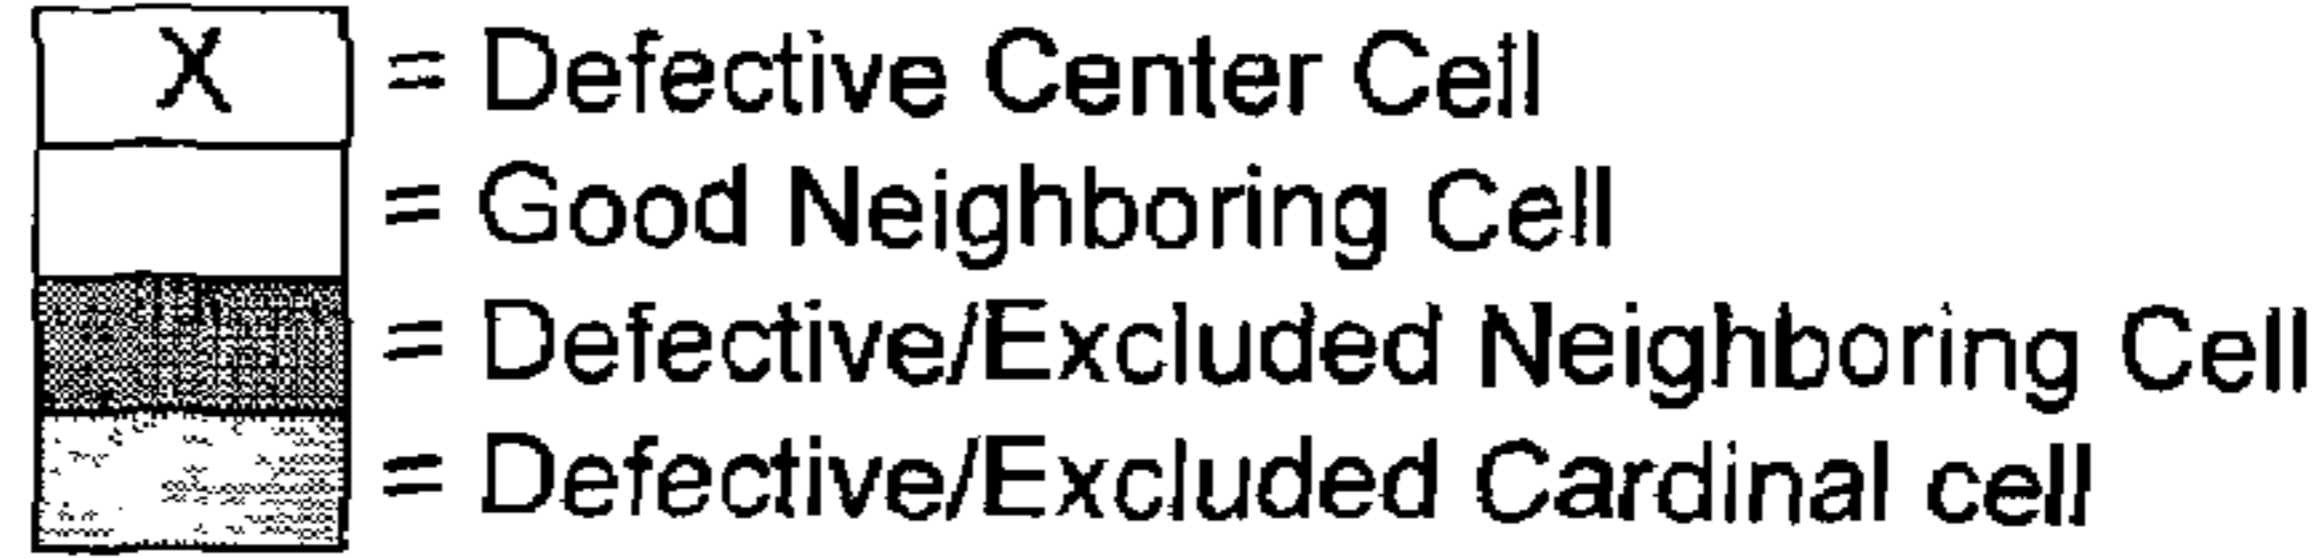 X = Defective Center Cell
= Good Neighboring Cell
= Defective/Excluded Neighboring Cell
= Defective/Excluded Cardinal cell